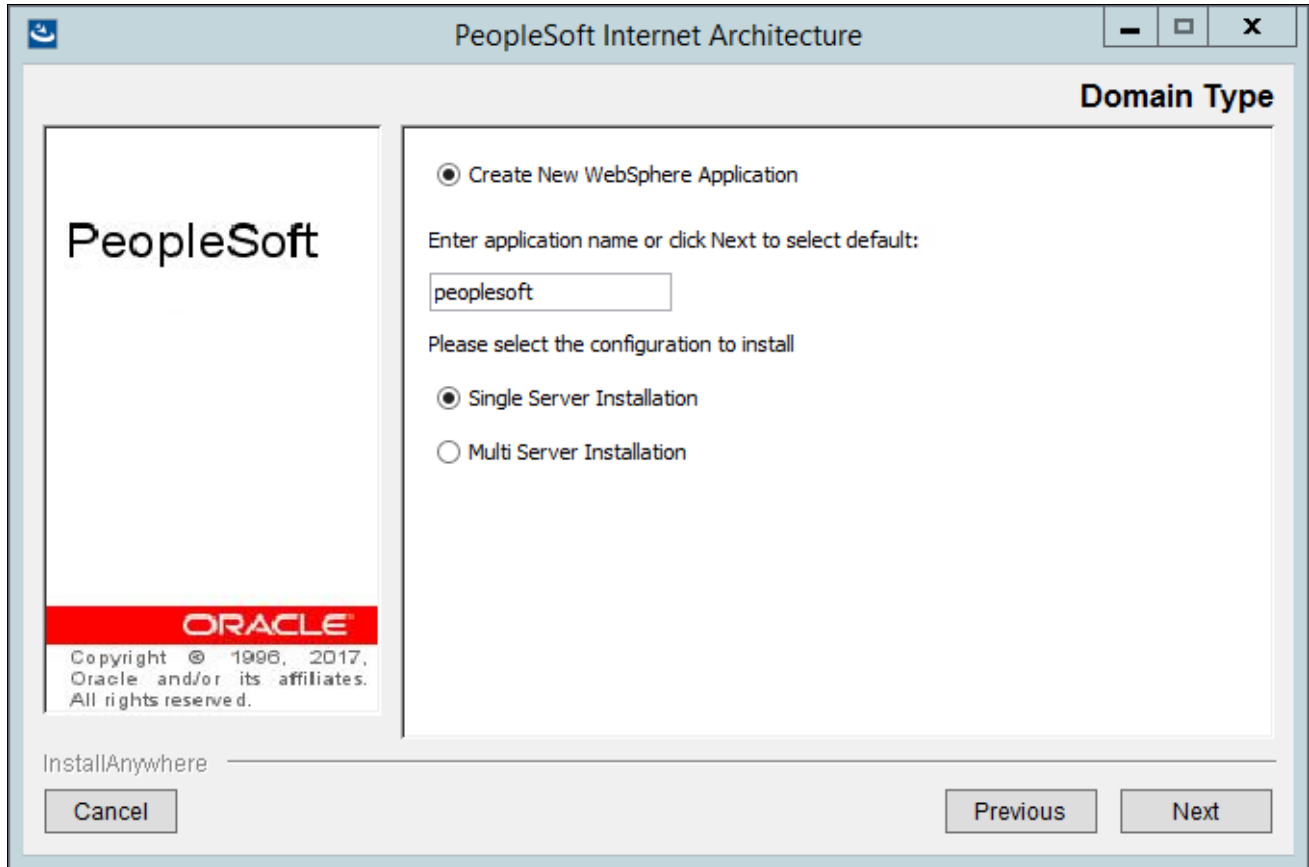 PeopleSoft Internet Architecture
Domain Type
PeopleSoft
Create New WebSphere Application
Enter application name or click Next to select default:
peoplesoft
Please select the configuration to install
Single Server Installation
Multi Server Installation
ORACLE
Copyright © 1996, 2017,
Oracle and/or its affiliates.
All rights reserved.
InstallAnywhere
Cancel
Previous
Next